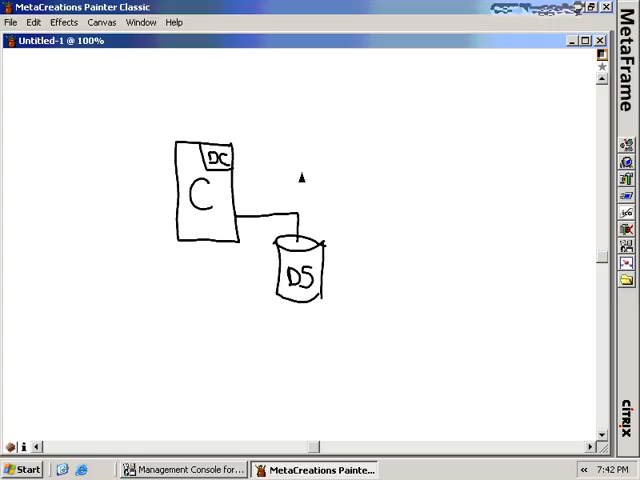 MetaCreations Painter Classic
File Edit Effects Canvas Window Help
Untitled-1 @ 100%
DC
C
DS
MetaFrame
CITRIX
Start
Management Console for...
MetaCreations Painte...
7:42 PM